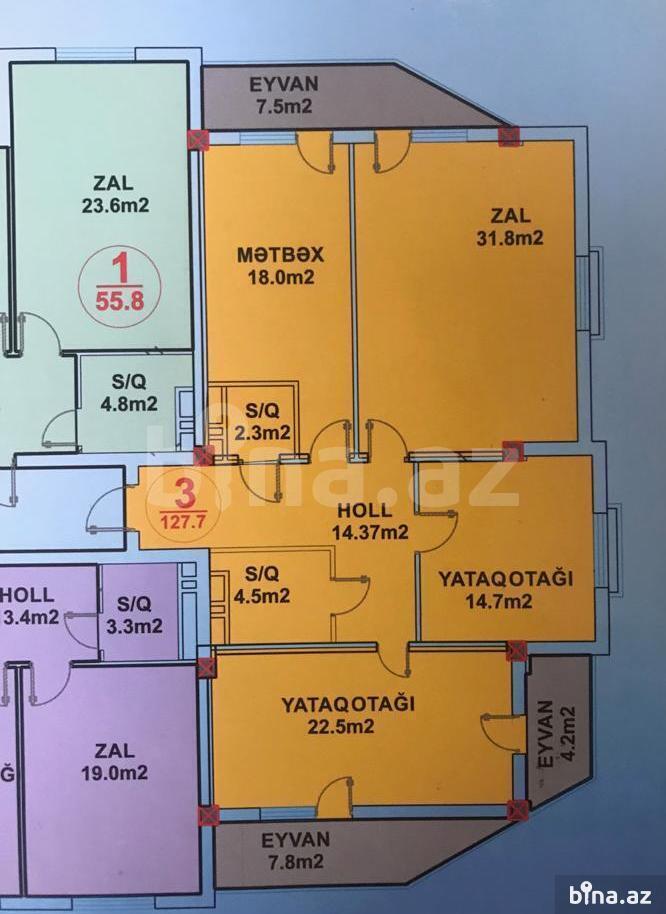 EYVAN
7.5m2
ZAL
23.6m2
1
55.8
S/Q
4.8m2
MƏTBƏX
18.0m2
ZAL
31.8m2
S/Q
2.3m2
3
127.7
HOLL
14.37m2
S/Q
4.5m2
YATAQOTAĞI
14.7m2
HOLL
3.4m2
S/Q
3.3m2
ZAL
19.0m2
Ğ
YATAQOTAĞI
22.5m2
EYVAN
4.2m2
EYVAN
7.8m2
bina.az
bina.az